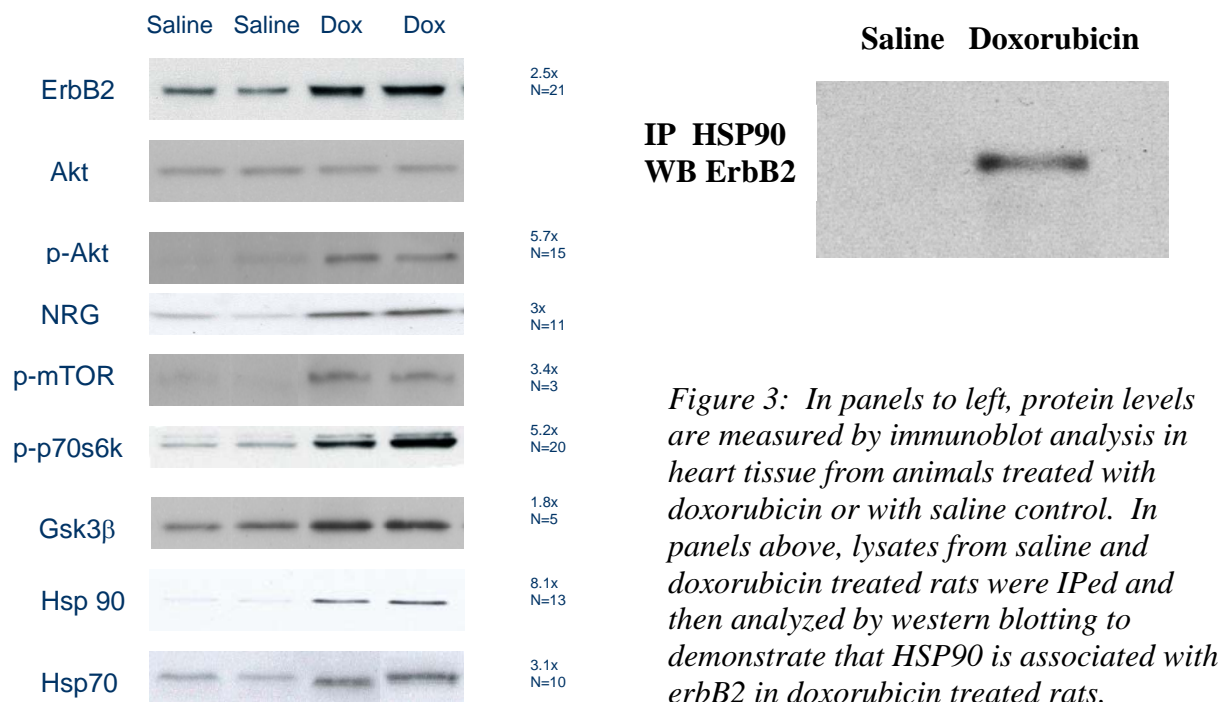 Saline Saline Dox Dox
ErbB2
2.5x
N=21
Akt
p-Akt
5.7x
N=15
NRG
3x
N=11
p-mTOR
3.4x
N=3
p-p70s6k
5.2x
N=20
Gsk3β
1.8x
N=5
Hsp 90
8.1x
N=13
Hsp70
3.1x
N=10
Saline Doxorubicin
IP HSP90
WB ErbB2
Figure 3: In panels to left, protein levels
are measured by immunoblot analysis in
heart tissue from animals treated with
doxorubicin or with saline control. In
panels above, lysates from saline and
doxorubicin treated rats were IPed and
then analyzed by western blotting to
demonstrate that HSP90 is associated with
erbB2 in doxorubicin treated rats.